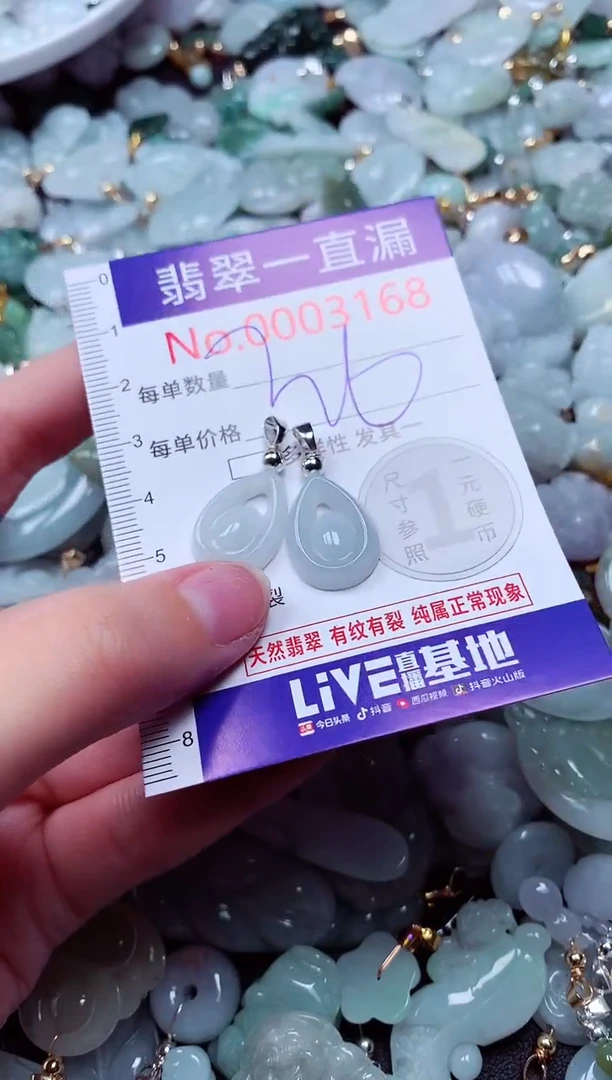 翡翠一直漏
No.0003168
每单数量
每单价格
尺寸参照
1
一元硬币
裂
天然翡翠 有纹有裂 纯属正常现象
LiVE直播基地
今日头条 抖音 西瓜视频 抖音火山版
0
1
2
3
4
5
8